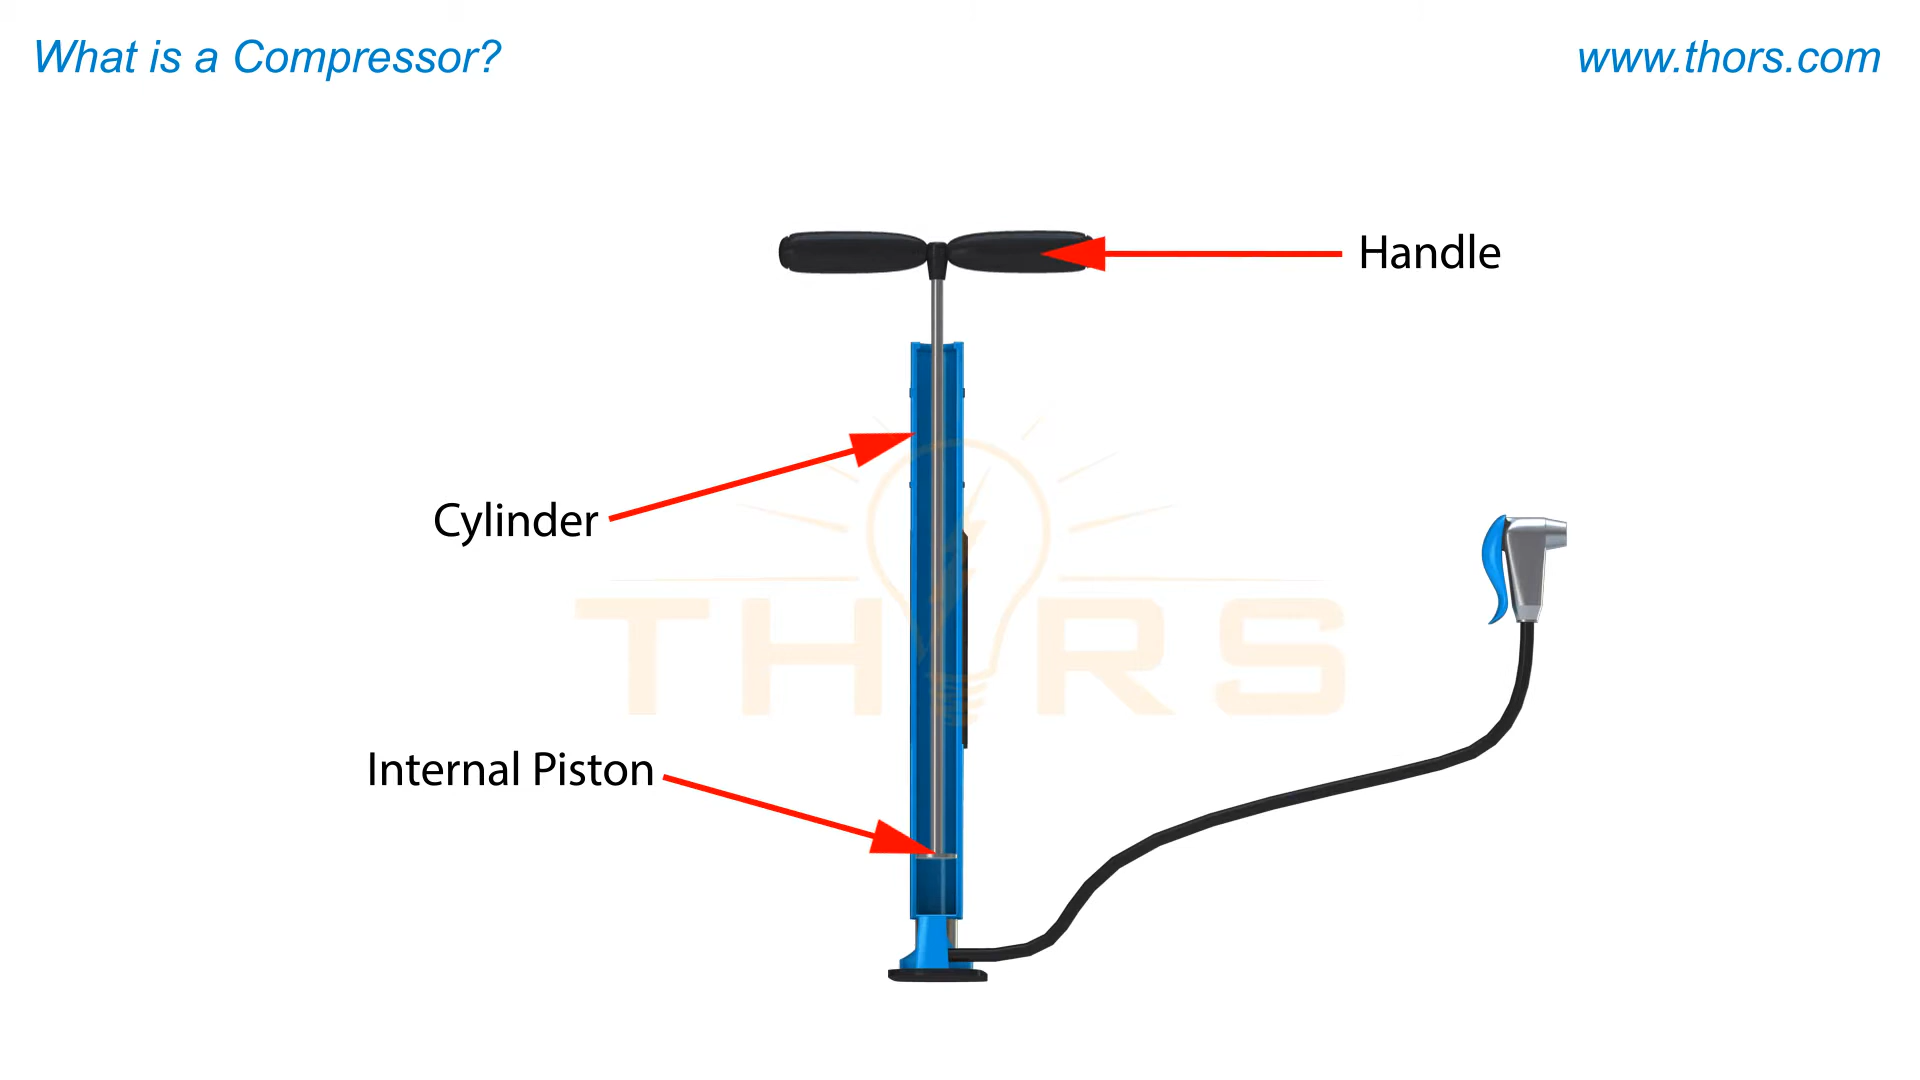 What is a Compressor?
www.thors.com
Handle
Cylinder
THORS
Internal Piston